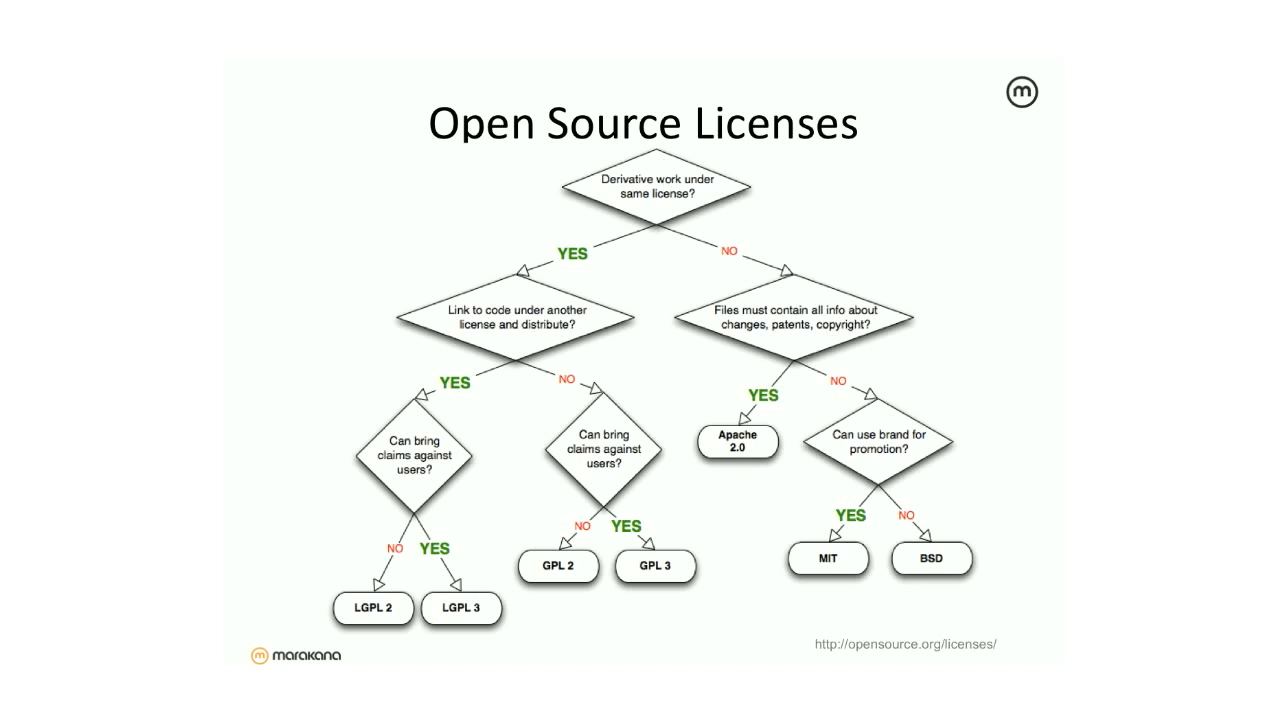 m
Open Source Licenses
Derivative work under
same license?
YES
NO
Link to code under another
license and distribute?
Files must contain all info about
changes, patents, copyright?
YES
NO
YES
NO
Can bring
claims against
users?
Can bring
claims against
users?
Apache
2.0
Can use brand for
promotion?
NO
YES
NO
YES
YES
NO
LGPL 2
LGPL 3
GPL 2
GPL 3
MIT
BSD
m marakana
http://opensource.org/licenses/